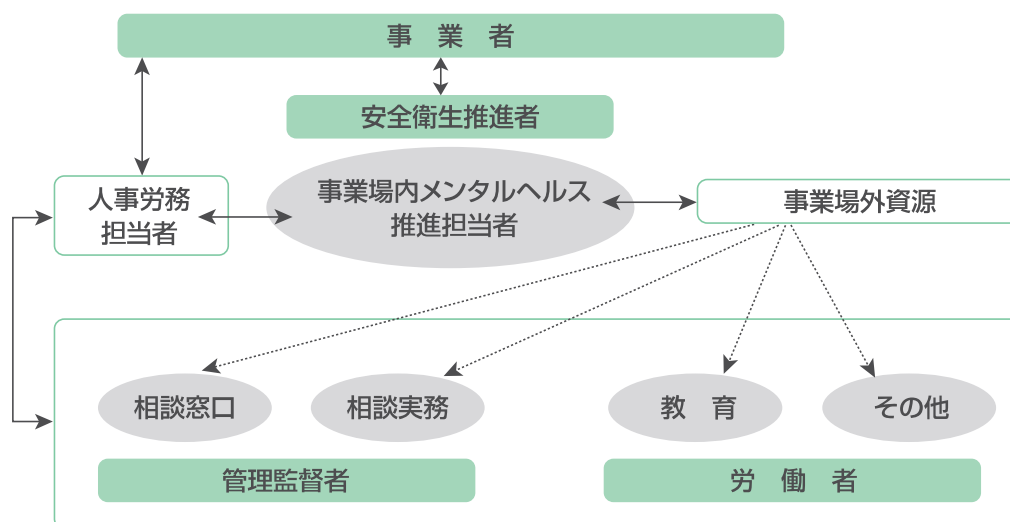 事　業　者
安全衛生推進者
人事労務
担当者
事業場内メンタルヘルス
推進担当者
事業場外資源
相談窓口
相談実務
教　育
その他
管理監督者
労　働　者